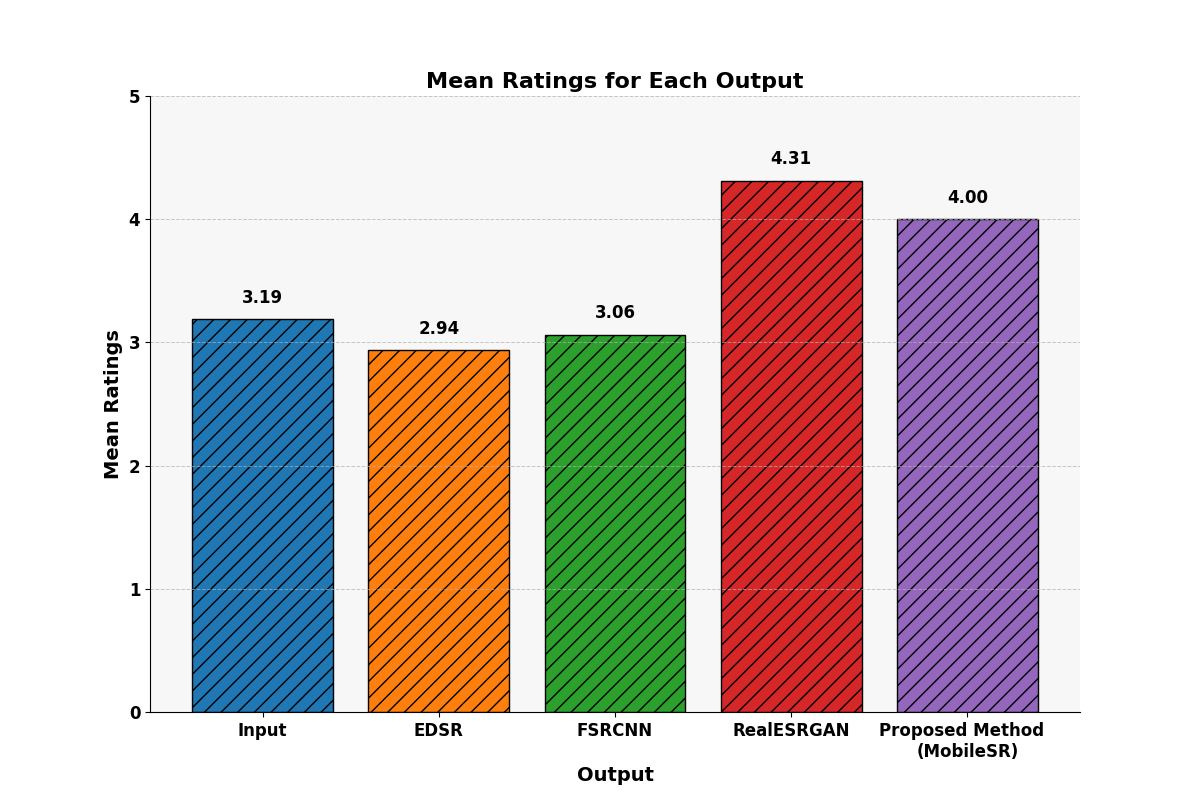 Mean Ratings for Each Output
5
4
3
2
1
0
Mean Ratings
3.19
2.94
3.06
4.31
4.00
Input
EDSR
FSRCNN
RealESRGAN
Proposed Method
(MobileSR)
Output